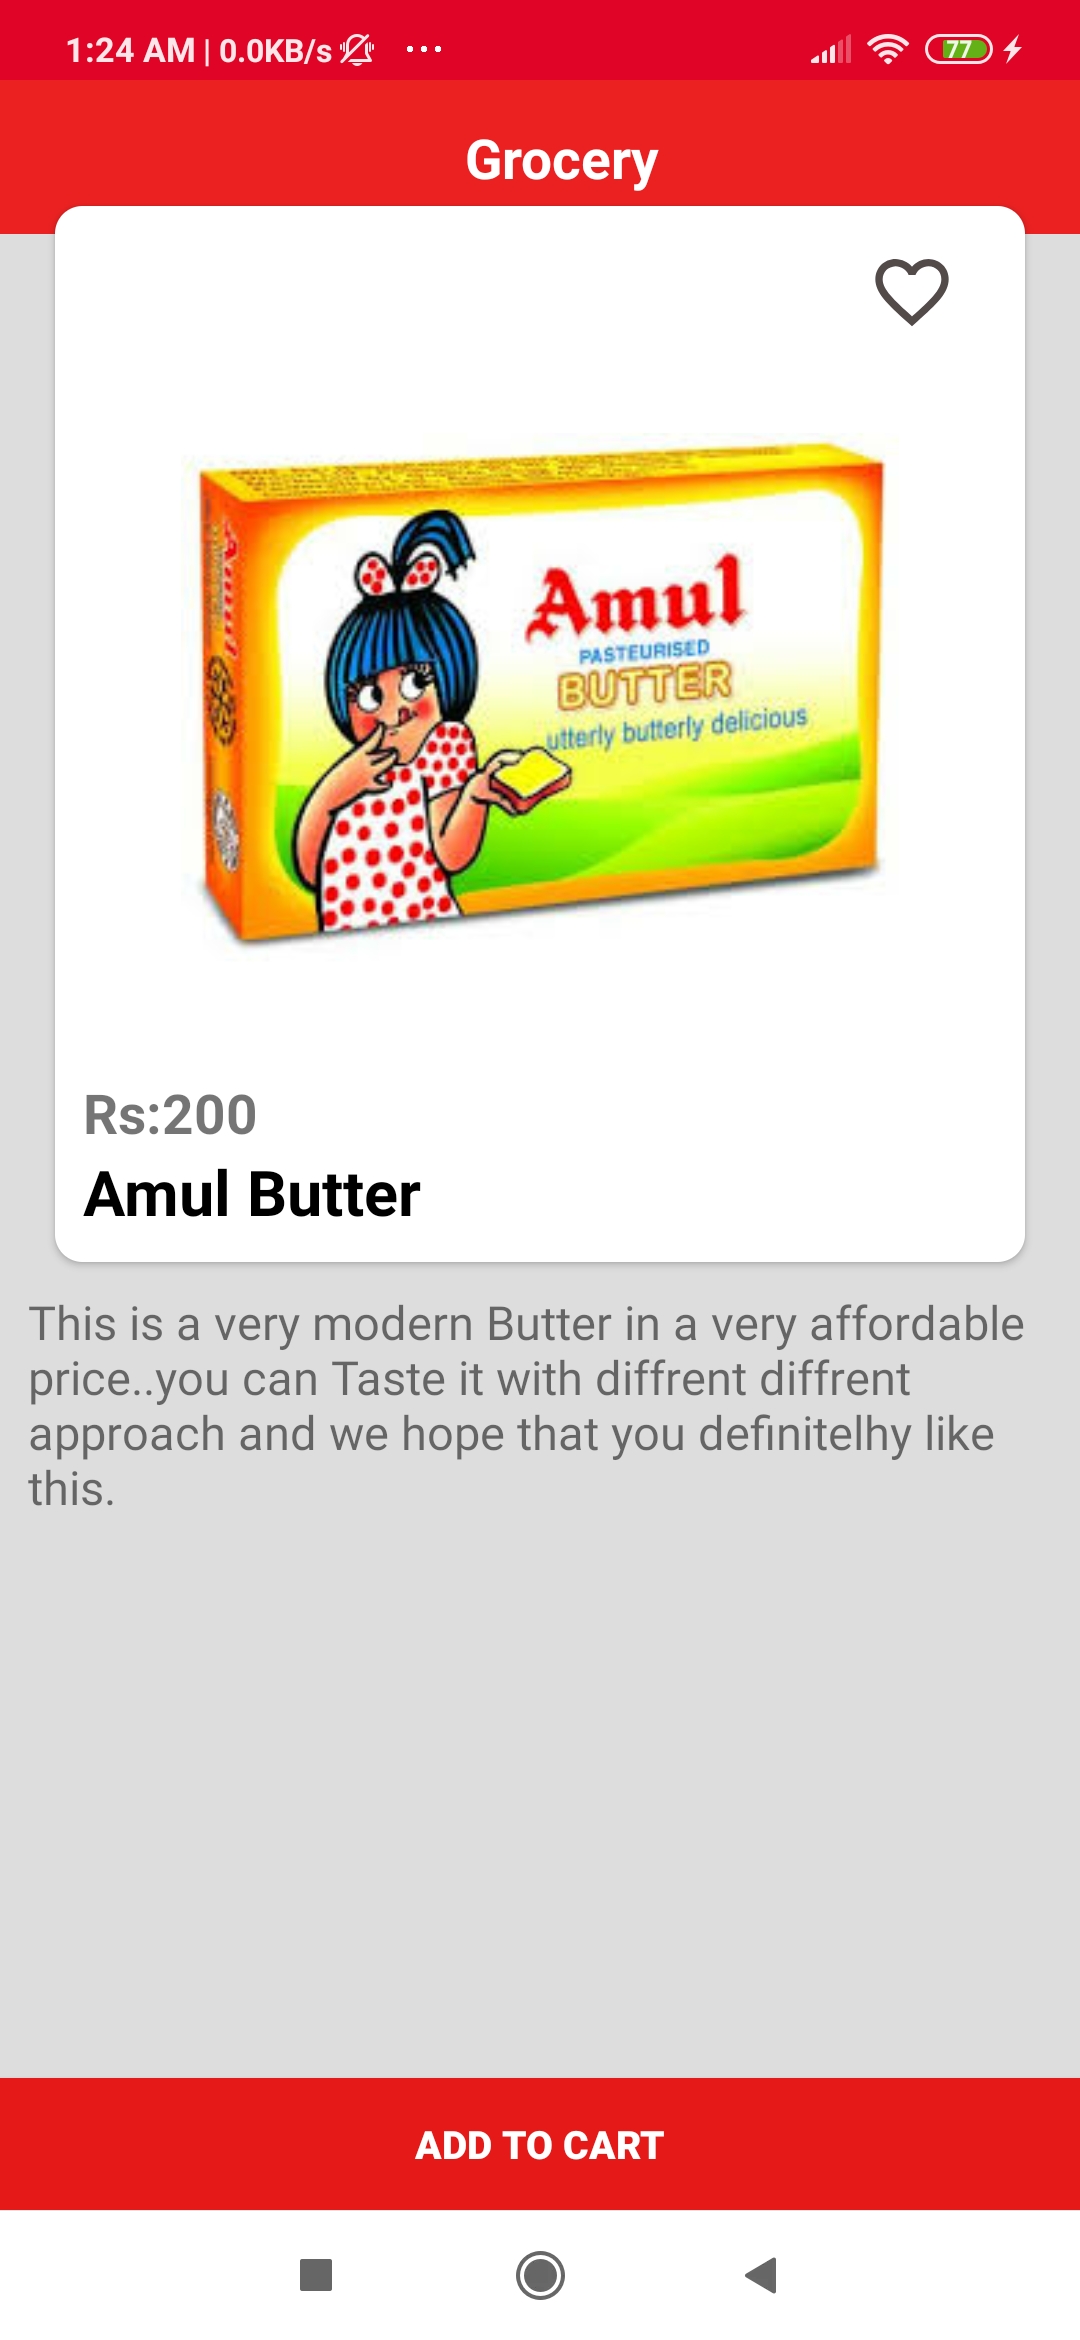 1:24 AM | 0.0KB/s ... 77
Grocery
Amul
Amul
PASTEURISED
BUTTER
utterly butterly delicious
Rs:200
Amul Butter
This is a very modern Butter in a very affordable
price..you can Taste it with diffrent diffrent
approach and we hope that you definitelhy like
this.
ADD TO CART